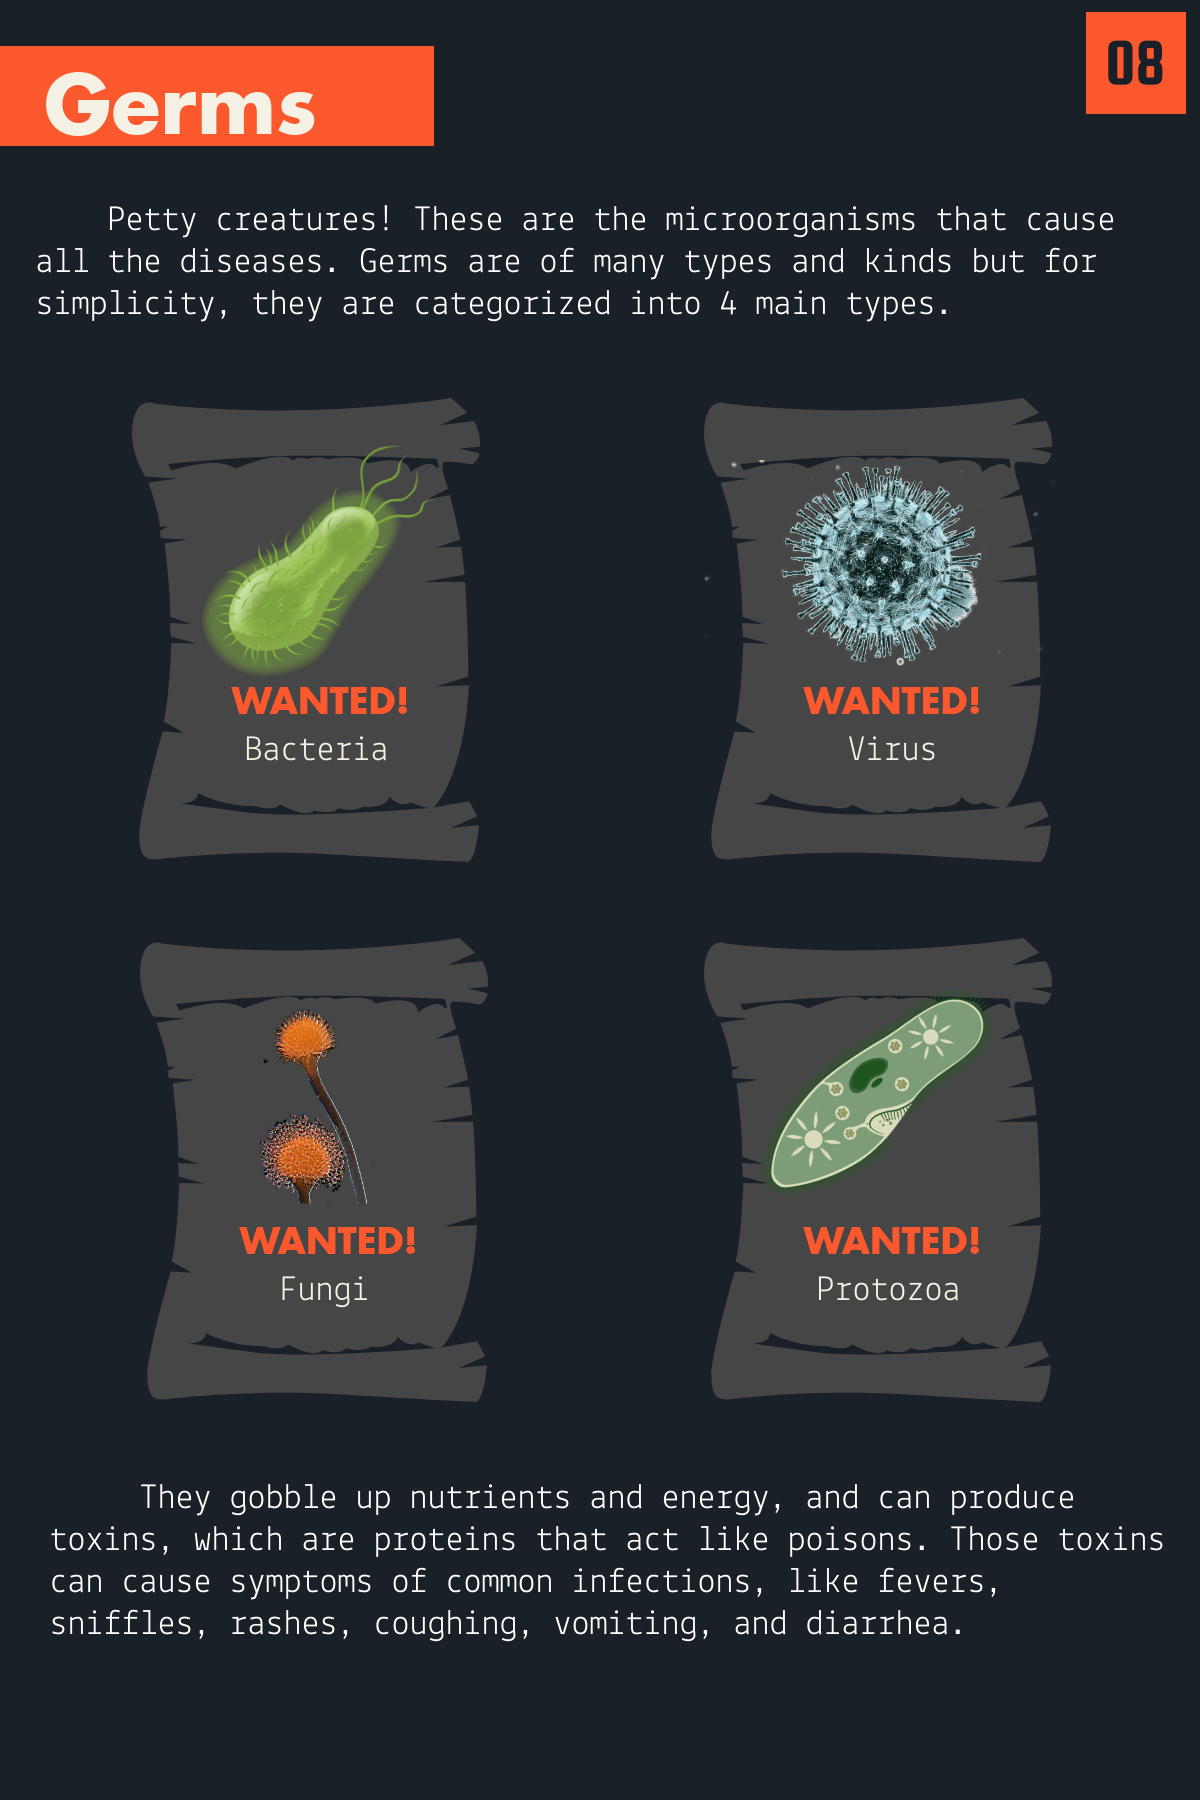 08
Germs
Petty creatures! These are the microorganisms that cause
all the diseases. Germs are of many types and kinds but for
simplicity, they are categorized into 4 main types.
WANTED!
Bacteria
WANTED!
Virus
WANTED!
Fungi
WANTED!
Protozoa
They gobble up nutrients and energy, and can produce
toxins, which are proteins that act like poisons. Those toxins
can cause symptoms of common infections, like fevers,
sniffles, rashes, coughing, vomiting, and diarrhea.